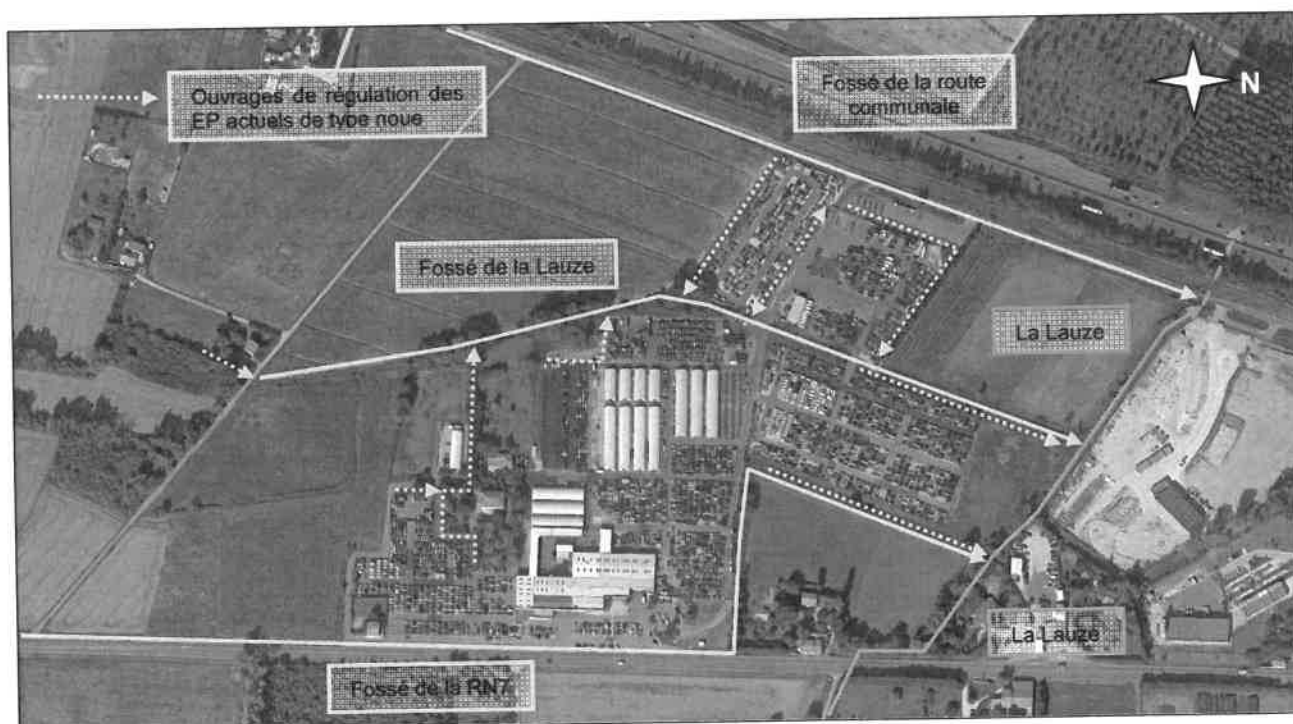 Ouvrages de régulation des
EP actuels de type noue
Fossé de la route
communale
N
Fossé de la Lauze
La Lauze
La Lauze
Fossé de la RN7